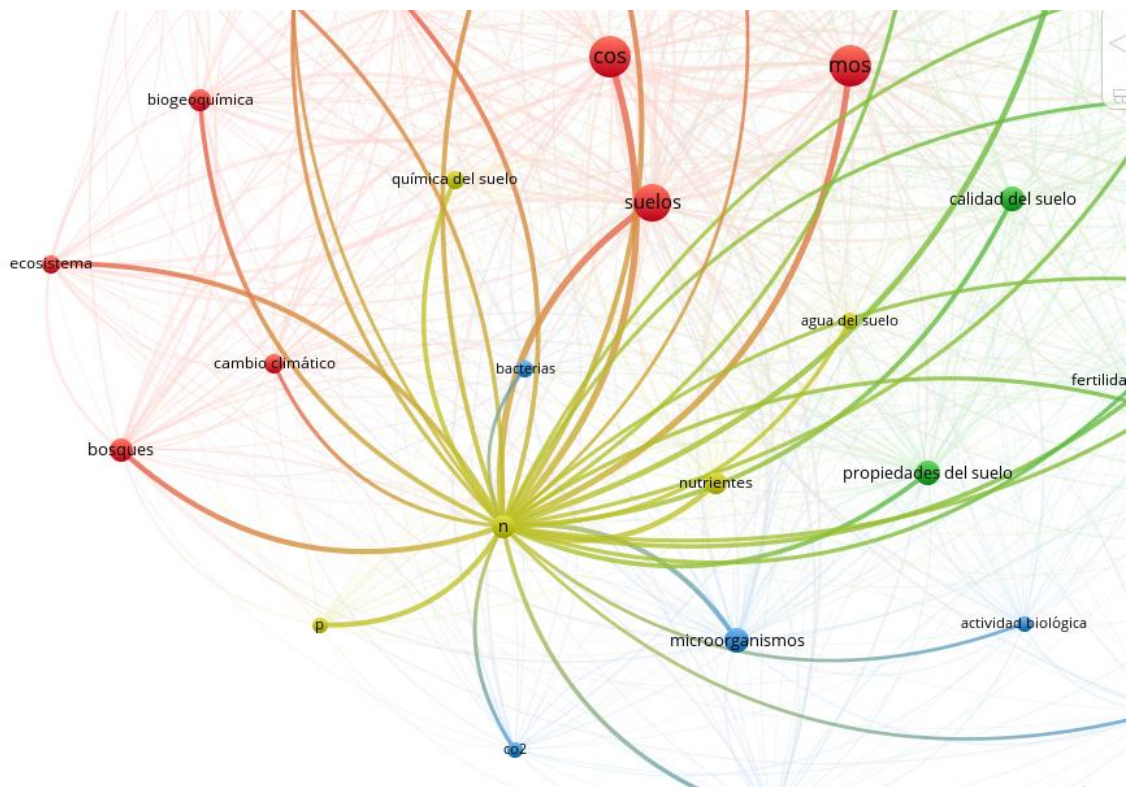 cos
mos
biogeoquímica
química del suelo
suelos
calidad del suelo
ecosistema
agua del suelo
cambio climático
bacterias
fertilida
bosques
nutrientes
propiedades del suelo
n
p
microorganismos
actividad biológica
co2